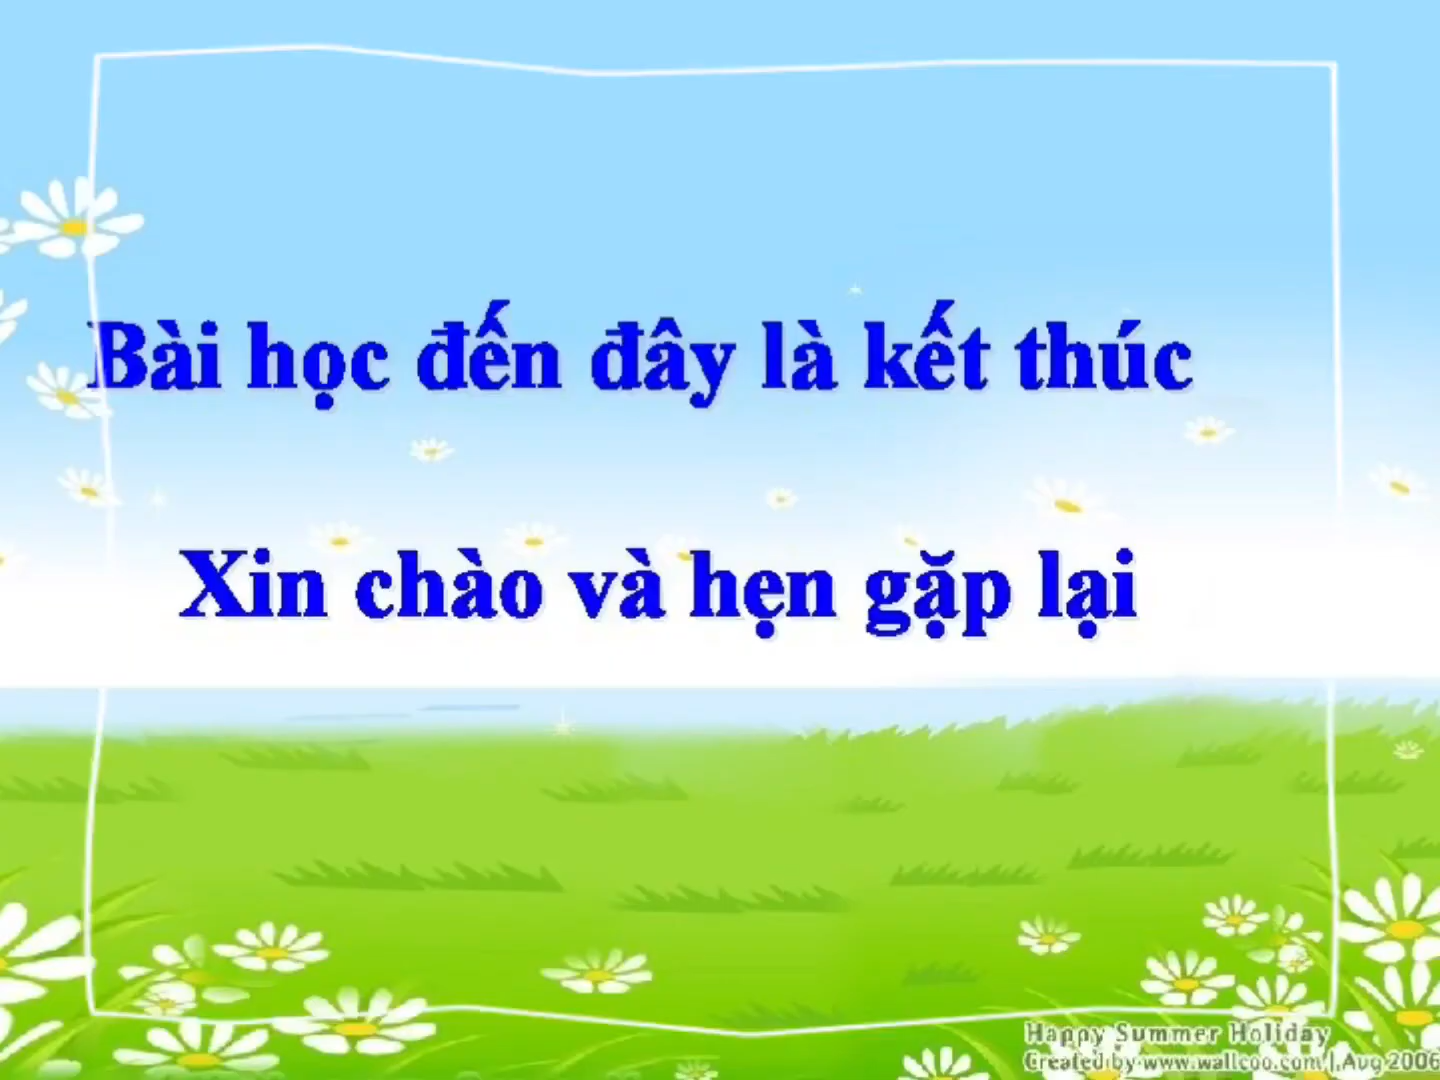 Bài học đến đây là kết thúc
Xin chào và hẹn gặp lại
Happy Summer Holiday
Created by www.wallcoo.com | Aug 2006